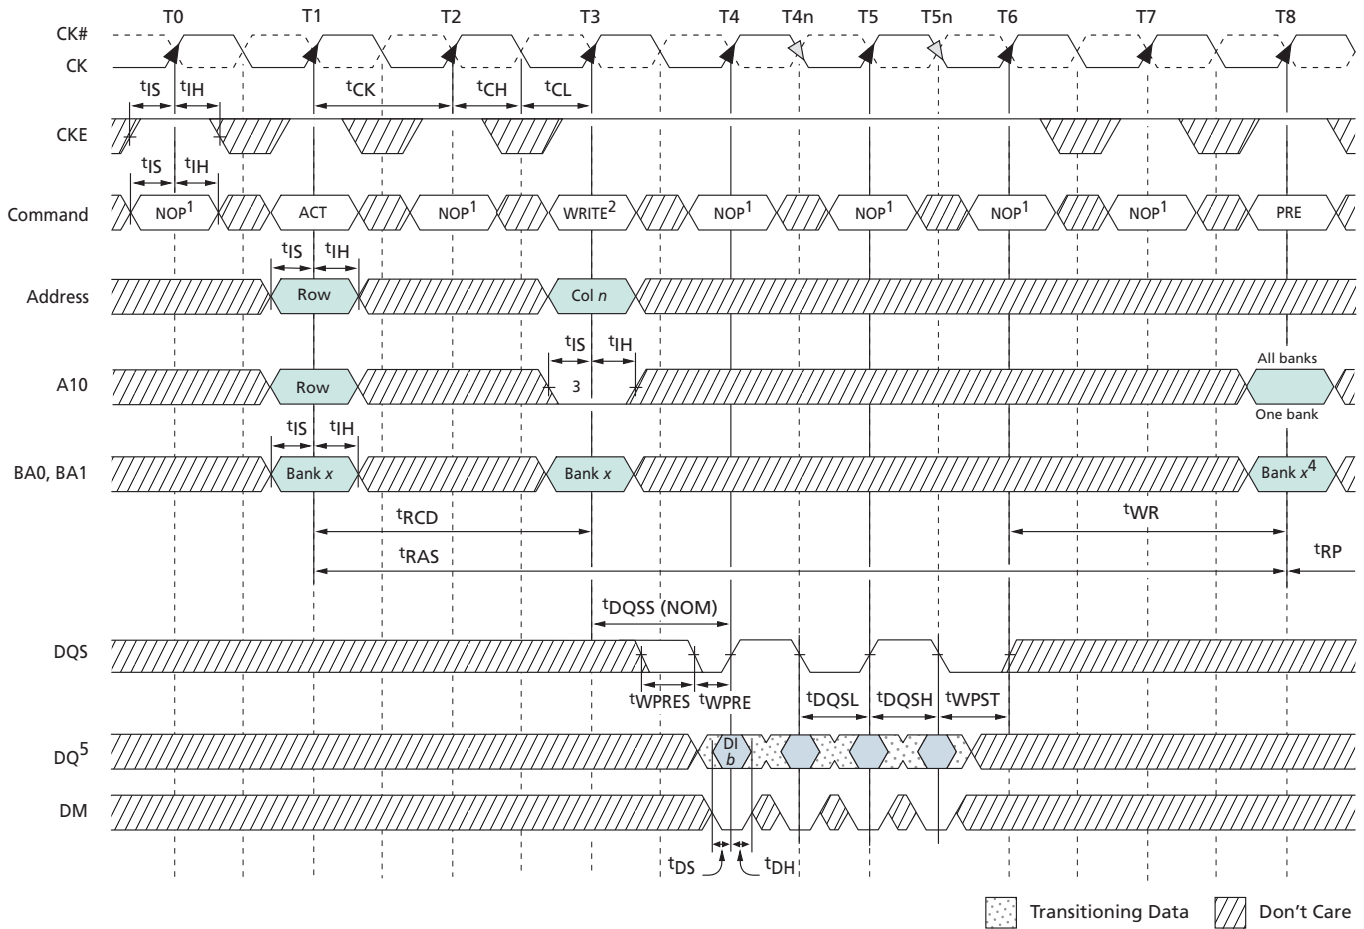 T0 T1 T2 T3 T4 T4n T5 T5n T6 T7 T8
CK#
CK
tIS tIH tCK tCH tCL
CKE
tIS tIH
Command NOP1 ACT NOP1 WRITE2 NOP1 NOP1 NOP1 NOP1 PRE
tIS tIH
Address Row Col n
tIS tIH
All banks
A10 Row 3
One bank
tIS tIH
BA0, BA1 Bank x Bank x Bank x4
tRCD tWR
tRAS tRP
tDQSS (NOM)
DQS
tWPRES tWPRE tDQSL tDQSH tWPST
DQ5 DI
b
DM
tDS tDH
Transitioning Data Don't Care